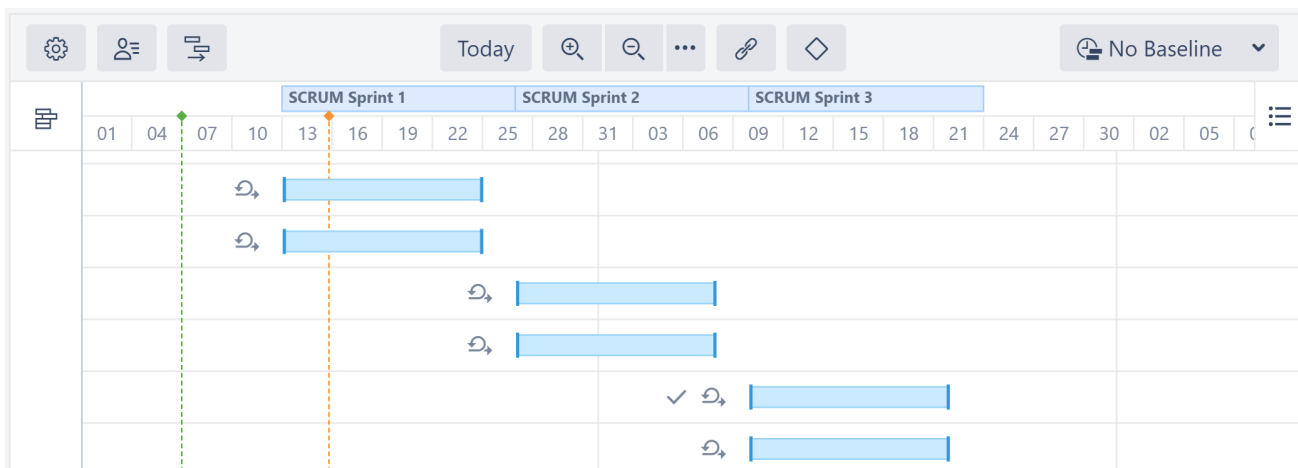 Today
No Baseline
SCRUM Sprint 1 SCRUM Sprint 2 SCRUM Sprint 3
01 04 07 10 13 16 19 22 25 28 31 03 06 09 12 15 18 21 24 27 30 02 05